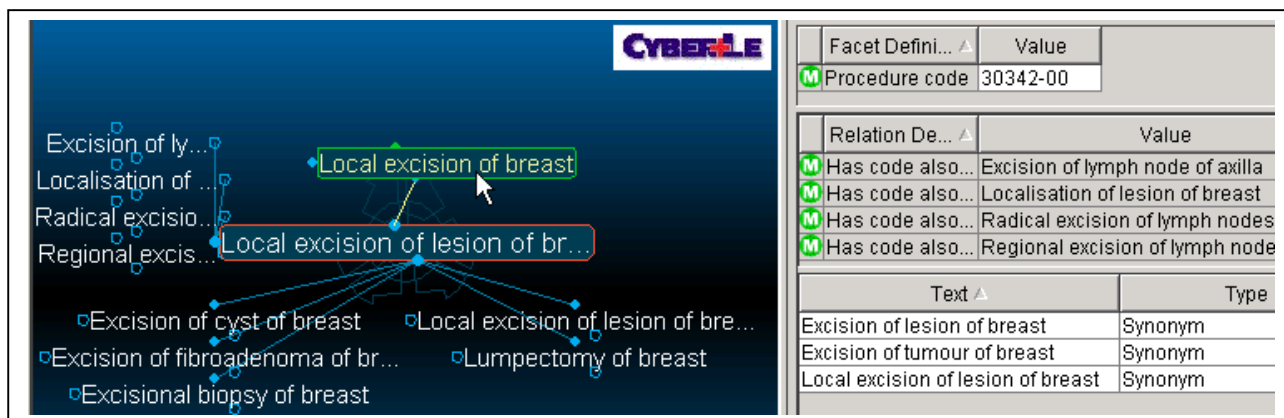 CYBER+LE
Local excision of breast
Excision of ly...
Localisation of ...
Radical excisio...
Regional excis...
Local excision of lesion of br...
Excision of cyst of breast
Local excision of lesion of bre...
Excision of fibroadenoma of br...
Lumpectomy of breast
Excisional biopsy of breast
Facet Defini... Value
M Procedure code 30342-00
Relation De... Value
M Has code also... Excision of lymph node of axilla
M Has code also... Localisation of lesion of breast
M Has code also... Radical excision of lymph nodes
M Has code also... Regional excision of lymph node
Text Type
Excision of lesion of breast Synonym
Excision of tumour of breast Synonym
Local excision of lesion of breast Synonym